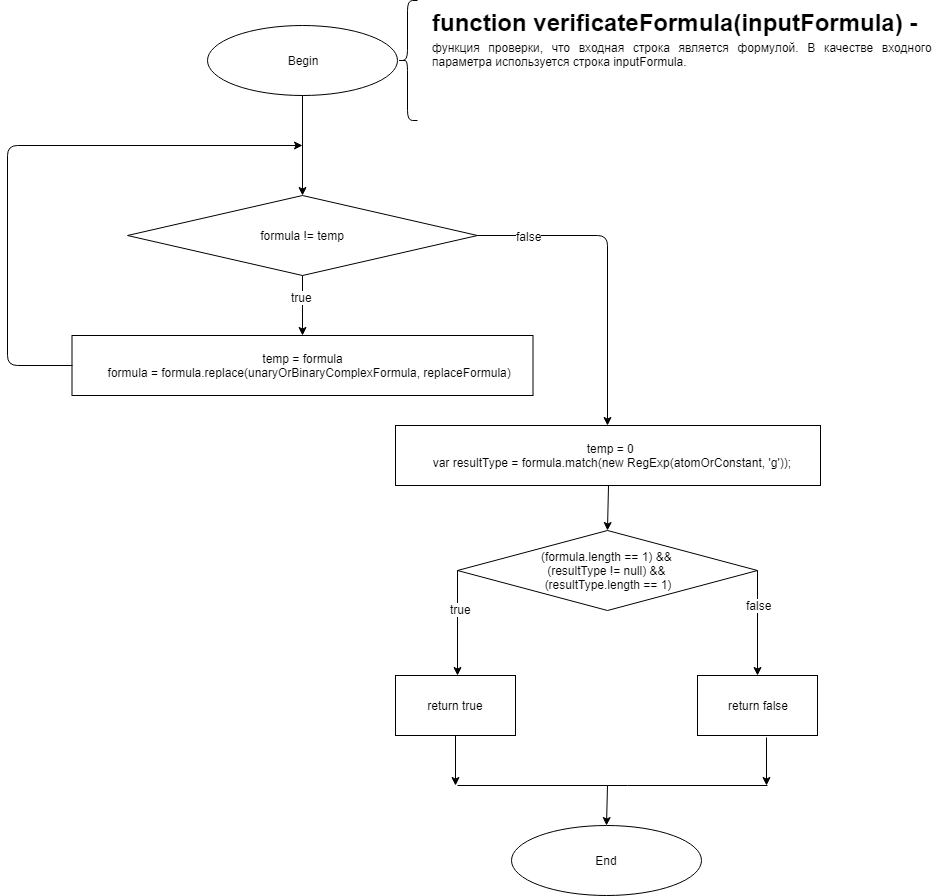 function verificateFormula(inputFormula) -
функция проверки, что входная строка является формулой. В качестве входного
параметра используется строка inputFormula.
Begin
formula != temp
false
true
temp = formula
formula = formula.replace(unaryOrBinaryComplexFormula, replaceFormula)
temp = 0
var resultType = formula.match(new RegExp(atomOrConstant, 'g'));
(formula.length == 1) &&
(resultType != null) &&
(resultType.length == 1)
true
false
return true
return false
End